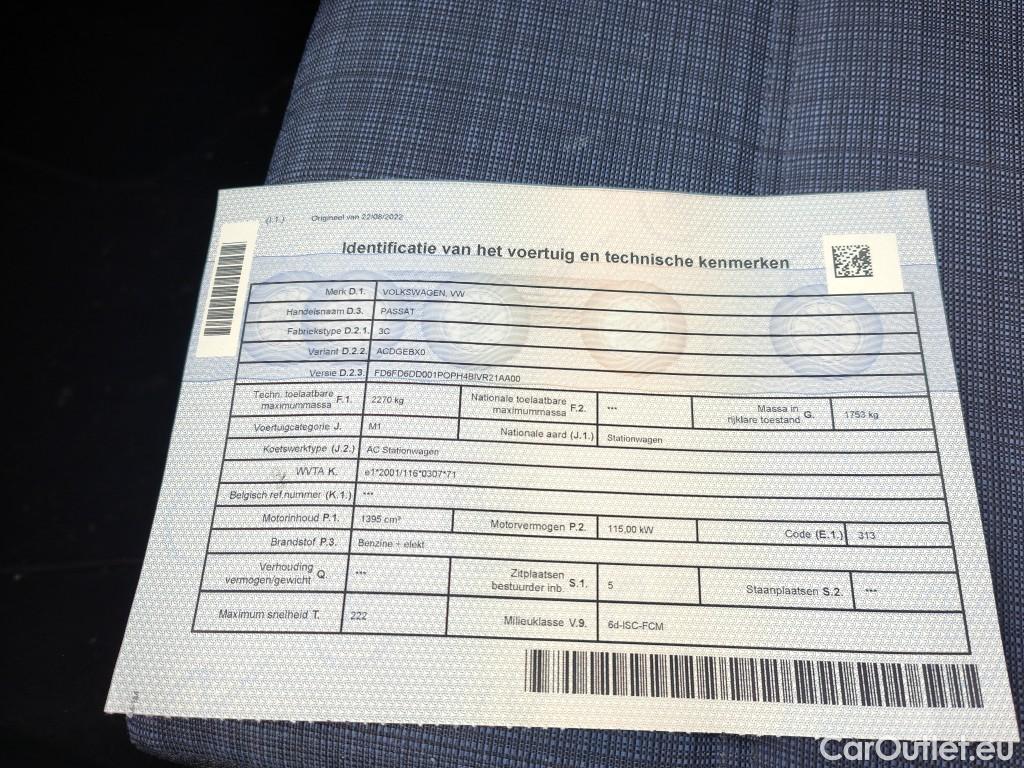 (I.1.) Origineel van 22/08/2022
Identificatie van het voertuig en technische kenmerken
Merk D.1. VOLKSWAGEN, VW
Handelsnaam D.3. PASSAT
Fabriekstype D.2.1. 3C
Variant D.2.2. ACDGEBX0
Versie D.2.3. FD6FD6DD001POPH4BIVR21AA00
Techn. toelaatbare maximummassa F.1. 2270 kg Nationale toelaatbare maximummassa F.2. *** Massa in rijklare toestand G. 1753 kg
Voertuigcategorie J. M1 Nationale aard (J.1.) Stationwagen
Koetswerktype (J.2.) AC Stationwagen
WVTA K. e1*2001/116*0307*71
Belgisch ref.nummer (K.1.) ***
Motorinhoud P.1. 1395 cm³ Motorvermogen P.2. 115,00 kW Code (E.1.) 313
Brandstof P.3. Benzine + elekt
Verhouding vermogen/gewicht Q. *** Zitplaatsen bestuurder inb. S.1. 5 Staanplaatsen S.2. ***
Maximum snelheid T. 222 Milieuklasse V.9. 6d-ISC-FCM
CarOutlet.eu